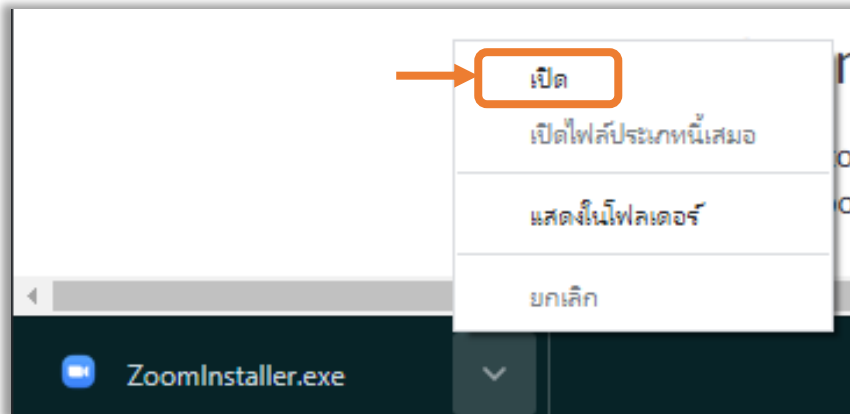 เปิด
เปิดไฟล์ประเภทนี้เสมอ
แสดงในโฟลเดอร์
ยกเลิก
ZoomInstaller.exe